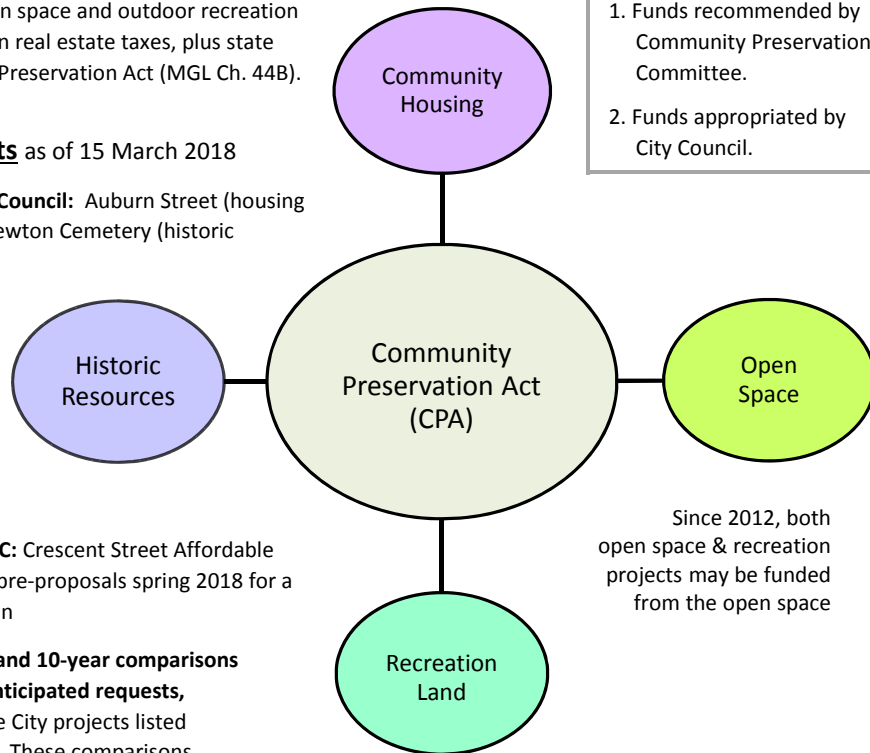 n space and outdoor recreation
n real estate taxes, plus state
Preservation Act (MGL Ch. 44B).
ts as of 15 March 2018
Council: Auburn Street (housing
ewton Cemetery (historic
Community
Housing
1. Funds recommended by
Community Preservation
Committee.
2. Funds appropriated by
City Council.
Historic
Resources
Community
Preservation Act
(CPA)
Open
Space
C: Crescent Street Affordable
pre-proposals spring 2018 for a
n
and 10-year comparisons
nticipated requests,
e City projects listed
. These comparisons
Since 2012, both
open space & recreation
projects may be funded
from the open space
Recreation
Land